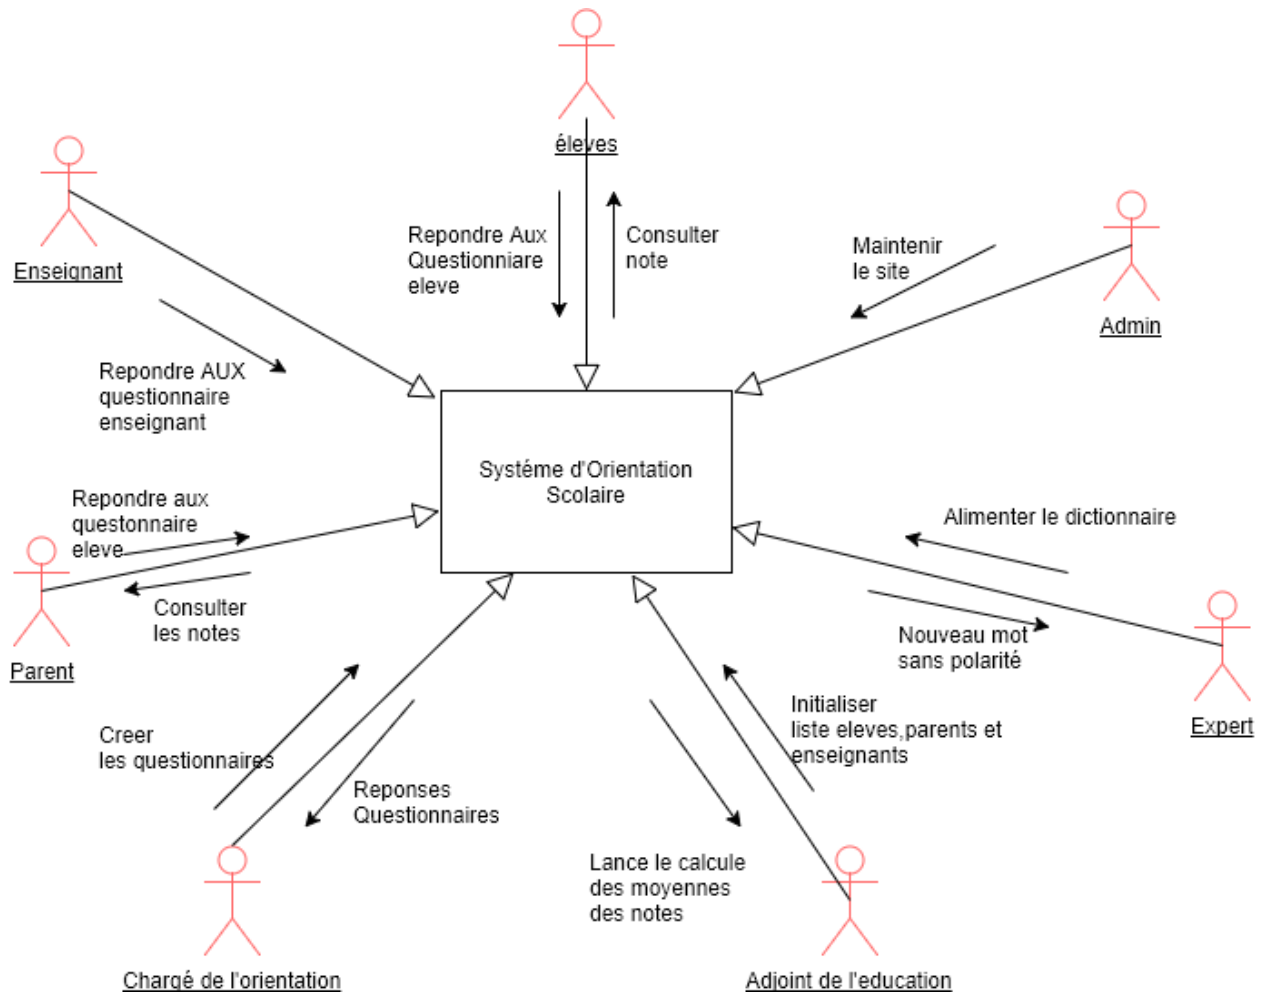 éleves
Enseignant
Repondre Aux
Questionniare
eleve
Consulter
note
Maintenir
le site
Admin
Repondre AUX
questionnaire
enseignant
Systéme d'Orientation
Scolaire
Repondre aux
questonnaire
eleve
Consulter
les notes
Parent
Alimenter le dictionnaire
Nouveau mot
sans polarité
Expert
Creer
les questionnaires
Reponses
Questionnaires
Initialiser
liste eleves,parents et
enseignants
Lance le calcule
des moyennes
des notes
Chargé de l'orientation
Adjoint de l'education